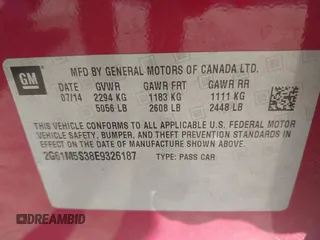 GM
MFD BY GENERAL MOTORS OF CANADA LTD.
DATE GVWR GAWR FRT GAWR RR
07/14 2294 KG 1183 KG 1111 KG
5056 LB 2608 LB 2448 LB
THIS VEHICLE CONFORMS TO ALL APPLICABLE U.S. FEDERAL MOTOR
VEHICLE SAFETY, BUMPER, AND THEFT PREVENTION STANDARDS IN
EFFECT ON THE DATE OF MANUFACTURE SHOWN ABOVE.
2G61M5S38E9326187 TYPE: PASS CAR
DREAMBID